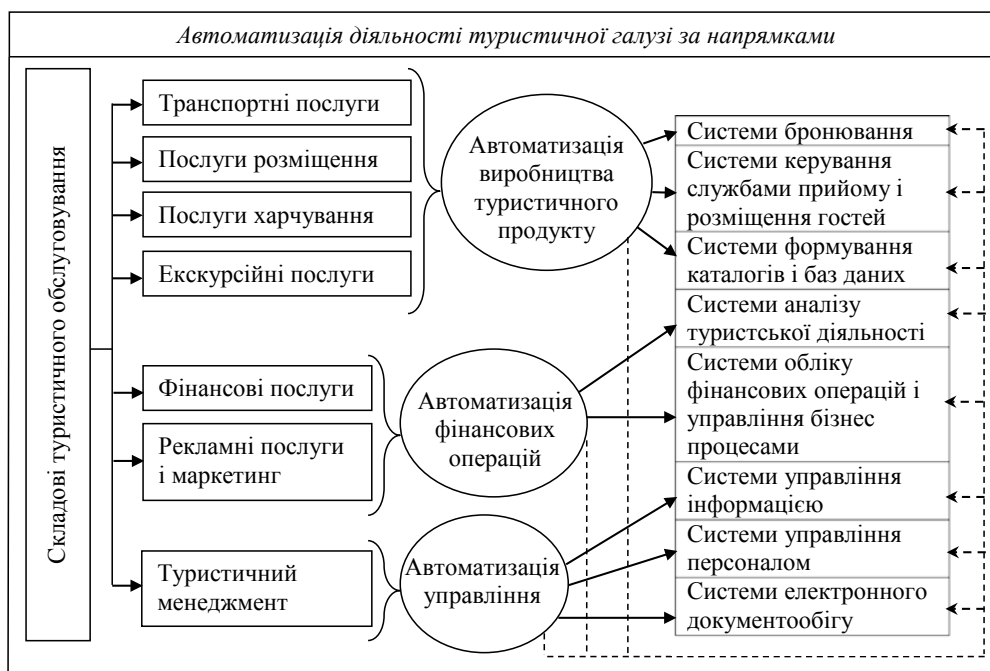 Автоматизація діяльності туристичної галузі за напрямками
Складові туристичного обслуговування
Транспортні послуги
Послуги розміщення
Послуги харчування
Екскурсійні послуги
Фінансові послуги
Рекламні послуги
і маркетинг
Туристичний
менеджмент
Автоматизація
виробництва
туристичного
продукту
Автоматизація
фінансових
операцій
Автоматизація
управління
Системи бронювання
Системи керування
службами прийому і
розміщення гостей
Системи формування
каталогів і баз даних
Системи аналізу
туристської діяльності
Системи обліку
фінансових операцій і
управління бізнес
процесами
Системи управління
інформацією
Системи управління
персоналом
Системи електронного
документообігу